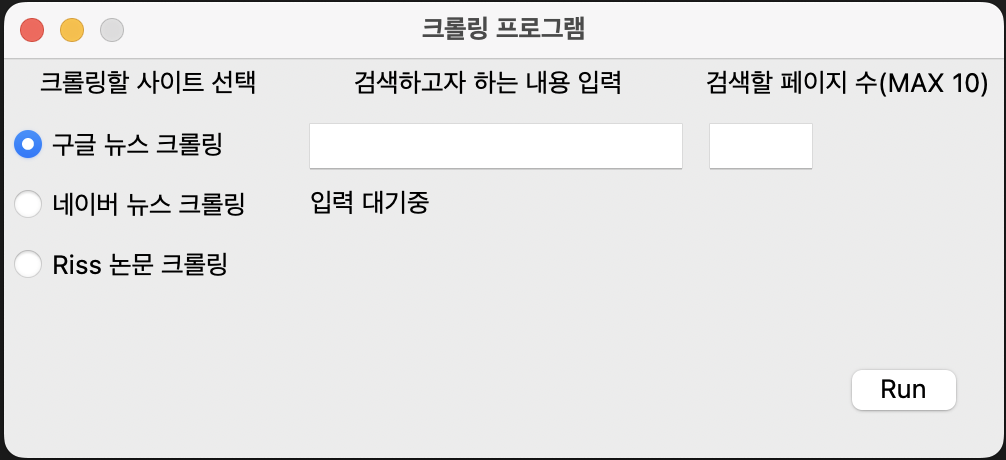 크롤링 프로그램
크롤링할 사이트 선택
검색하고자 하는 내용 입력
검색할 페이지 수(MAX 10)
구글 뉴스 크롤링
네이버 뉴스 크롤링
입력 대기중
Riss 논문 크롤링
Run